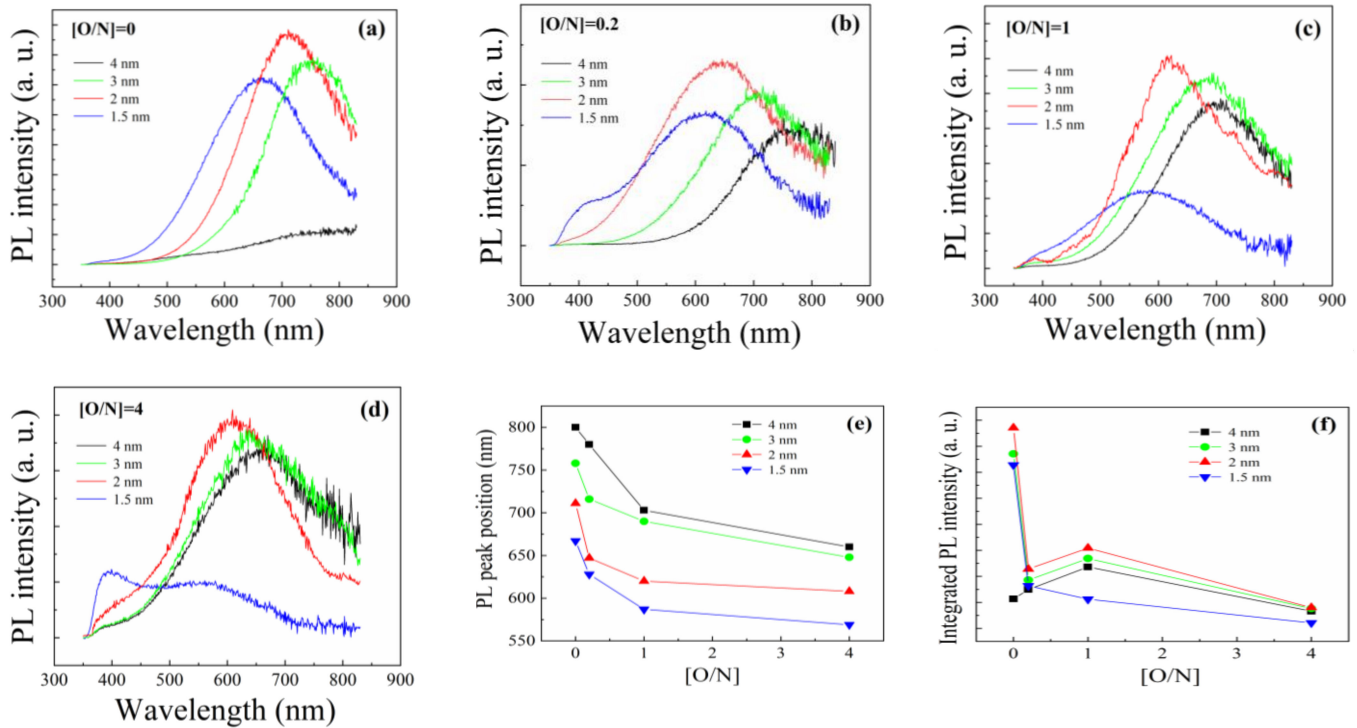 [O/N]=0
(a)
4 nm
3 nm
2 nm
1.5 nm
PL intensity (a. u.)
300 400 500 600 700 800 900
Wavelength (nm)
[O/N]=0.2
(b)
4 nm
3 nm
2 nm
1.5 nm
PL intensity (a. u.)
300 400 500 600 700 800 900
Wavelength (nm)
[O/N]=1
(c)
4 nm
3 nm
2 nm
1.5 nm
PL intensity (a. u.)
300 400 500 600 700 800 900
Wavelength (nm)
[O/N]=4
(d)
4 nm
3 nm
2 nm
1.5 nm
PL intensity (a. u.)
300 400 500 600 700 800 900
Wavelength (nm)
(e)
4 nm
3 nm
2 nm
1.5 nm
PL peak position (nm)
800
750
700
650
600
550
0 1 2 3 4
[O/N]
(f)
4 nm
3 nm
2 nm
1.5 nm
Integrated PL intensity (a. u.)
0 1 2 3 4
[O/N]